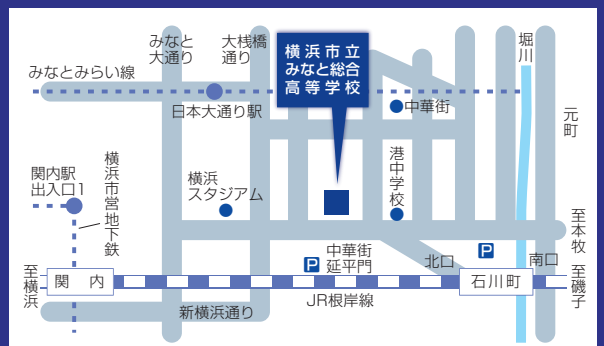 みなと
大通り
大桟橋
通り
横浜市立
みなと総合
高等学校
堀川
みなとみらい線
日本大通り駅
中華街
元町
関内駅
出入口1
横浜市営地下鉄
横浜
スタジアム
港中学校
至本牧
P
中華街
延平門
北口
P
南口
至横浜
関内
石川町
至磯子
JR根岸線
新横浜通り